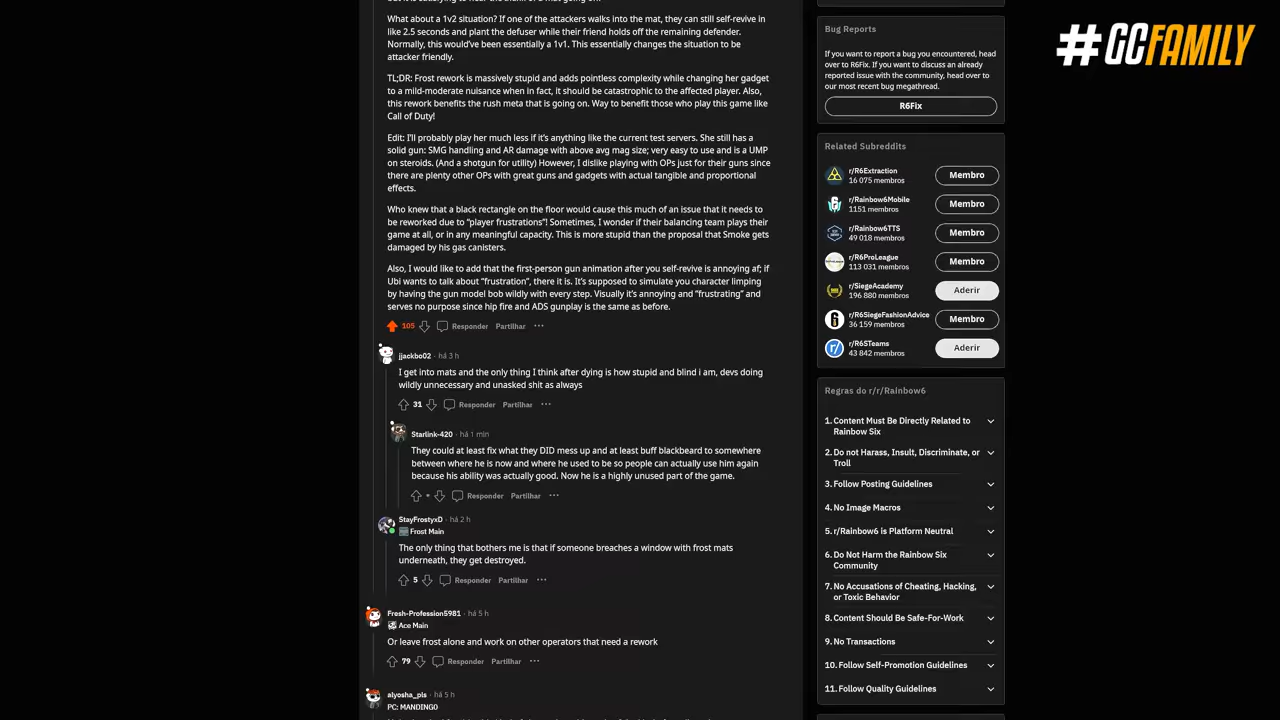 What about a 1v2 situation? If one of the attackers walks into the mat, they can still self-revive in
like 2.5 seconds and plant the defuser while their friend holds off the remaining defender.
Normally, this would've been essentially a 1v1. This essentially changes the situation to be
attacker friendly.
TL;DR: Frost rework is massively stupid and adds pointless complexity while changing her gadget
to a mild-moderate nuisance when in fact, it should be catastrophic to the affected player. Also,
this rework benefits the rush meta that is going on. Way to benefit those who play this game like
Call of Duty!
Edit: I'll probably play her much less if it's anything like the current test servers. She still has a
solid gun: SMG handling and AR damage with above avg mag size; very easy to use and is a UMP
on steroids. (And a shotgun for utility) However, I dislike playing with OPs just for their guns since
there are plenty other OPs with great guns and gadgets with actual tangible and proportional
effects.
Who knew that a black rectangle on the floor would cause this much of an issue that it needs to
be reworked due to "player frustrations"! Sometimes, I wonder if their balancing team plays their
game at all, or in any meaningful capacity. This is more stupid than the proposal that Smoke gets
damaged by his gas canisters.
Also, I would like to add that the first-person gun animation after you self-revive is annoying af; if
Ubi wants to talk about "frustration", there it is. It's supposed to simulate you character limping
by having the gun model bob wildly with every step. Visually it's annoying and "frustrating" and
serves no purpose since hip fire and ADS gunplay is the same as before.
105 Responder Partilhar ···
jjackbo02 · há 3 h
I get into mats and the only thing I think after dying is how stupid and blind i am, devs doing
wildly unnecessary and unasked shit as always
31 Responder Partilhar ···
Starlink-420 · há 1 min
They could at least fix what they DID mess up and at least buff blackbeard to somewhere
between where he is now and where he used to be so people can actually use him again
because his ability was actually good. Now he is a highly unused part of the game.
• Responder Partilhar ···
StayFrostyxD · há 2 h
Frost Main
The only thing that bothers me is that if someone breaches a window with frost mats
underneath, they get destroyed.
5 Responder Partilhar ···
Fresh-Profession5981 · há 5 h
Ace Main
Or leave frost alone and work on other operators that need a rework
79 Responder Partilhar ···
alyosha_pls · há 5 h
PC: MANDINGO
Bug Reports
If you want to report a bug you encountered, head
over to R6Fix. If you want to discuss an already
reported issue with the community, head over to
our most recent bug megathread.
R6Fix
Related Subreddits
r/R6Extraction
16 075 membros
Membro
r/Rainbow6Mobile
1151 membros
Membro
r/Rainbow6TTS
49 018 membros
Membro
r/R6ProLeague
113 031 membros
Membro
r/SiegeAcademy
196 880 membros
Aderir
r/R6SiegeFashionAdvice
36 159 membros
Membro
r/R6STeams
43 842 membros
Aderir
Regras do r/r/Rainbow6
1. Content Must Be Directly Related to
Rainbow Six
2. Do not Harass, Insult, Discriminate, or
Troll
3. Follow Posting Guidelines
4. No Image Macros
5. r/Rainbow6 is Platform Neutral
6. Do Not Harm the Rainbow Six
Community
7. No Accusations of Cheating, Hacking,
or Toxic Behavior
8. Content Should Be Safe-For-Work
9. No Transactions
10. Follow Self-Promotion Guidelines
11. Follow Quality Guidelines
#GCFAMILY